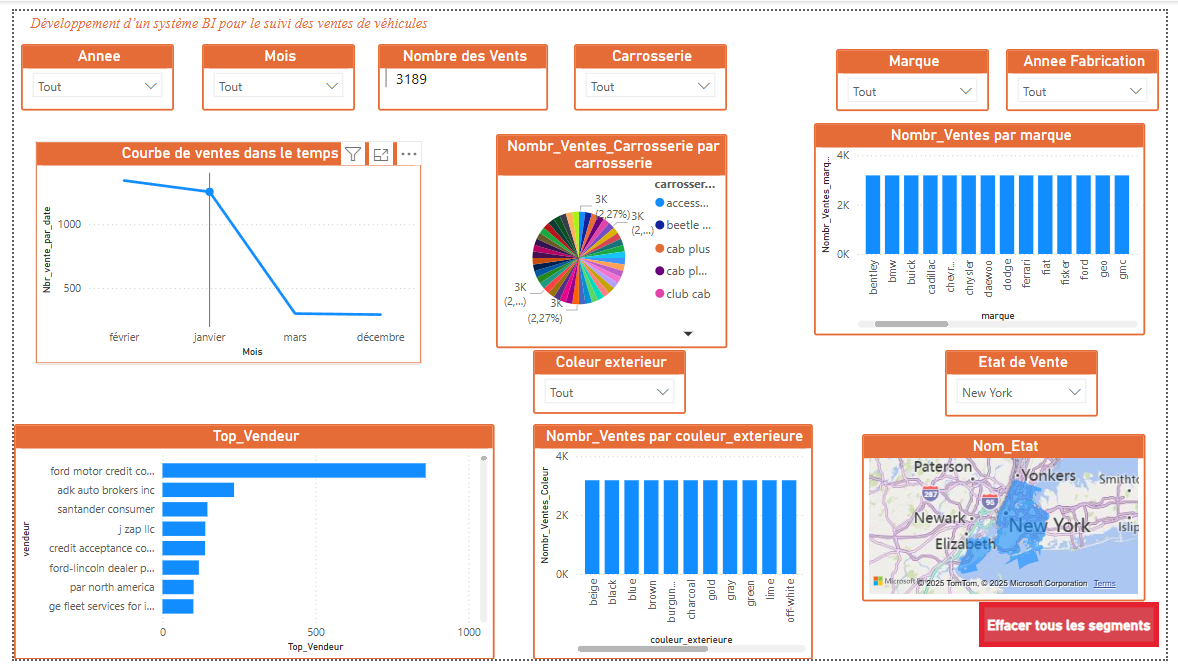 Développement d'un système BI pour le suivi des ventes de véhicules
Annee
Tout
Mois
Tout
Nombre des Vents
3189
Carrosserie
Tout
Marque
Tout
Annee Fabrication
Tout
Courbe de ventes dans le temps
Nbr_vente_par_date
1000
500
février
janvier
mars
décembre
Mois
Nombr_Ventes_Carrosserie par
carrosserie
3K
(2,27%)
3K
(2,...)
3K
(2,...)
3K
(2,27%)
carrosser...
access...
beetle ...
cab plus
cab pl...
club cab
Nombr_Ventes par marque
Nombr_Ventes_marq...
4K
2K
0K
bentley
bmw
buick
cadillac
chevr...
chrysler
daewoo
dodge
ferrari
fiat
fisker
ford
geo
gmc
marque
Coleur exterieur
Tout
Etat de Vente
New York
Top_Vendeur
vendeur
ford motor credit co...
adk auto brokers inc
santander consumer
j zap llc
credit acceptance co...
ford-lincoln dealer p...
par north america
ge fleet services for i...
0
500
1000
Top_Vendeur
Nombr_Ventes par couleur_exterieure
Nombr_Ventes_Coleur
4K
2K
0K
beige
black
blue
brown
burgun...
charcoal
gold
gray
green
lime
off-white
couleur_exterieure
Nom_Etat
Paterson
Yonkers
Smithto
287
95
Newark
New York
Islip
Elizabeth
Microsoft
© 2025 TomTom, © 2025 Microsoft Corporation Terms
Effacer tous les segments